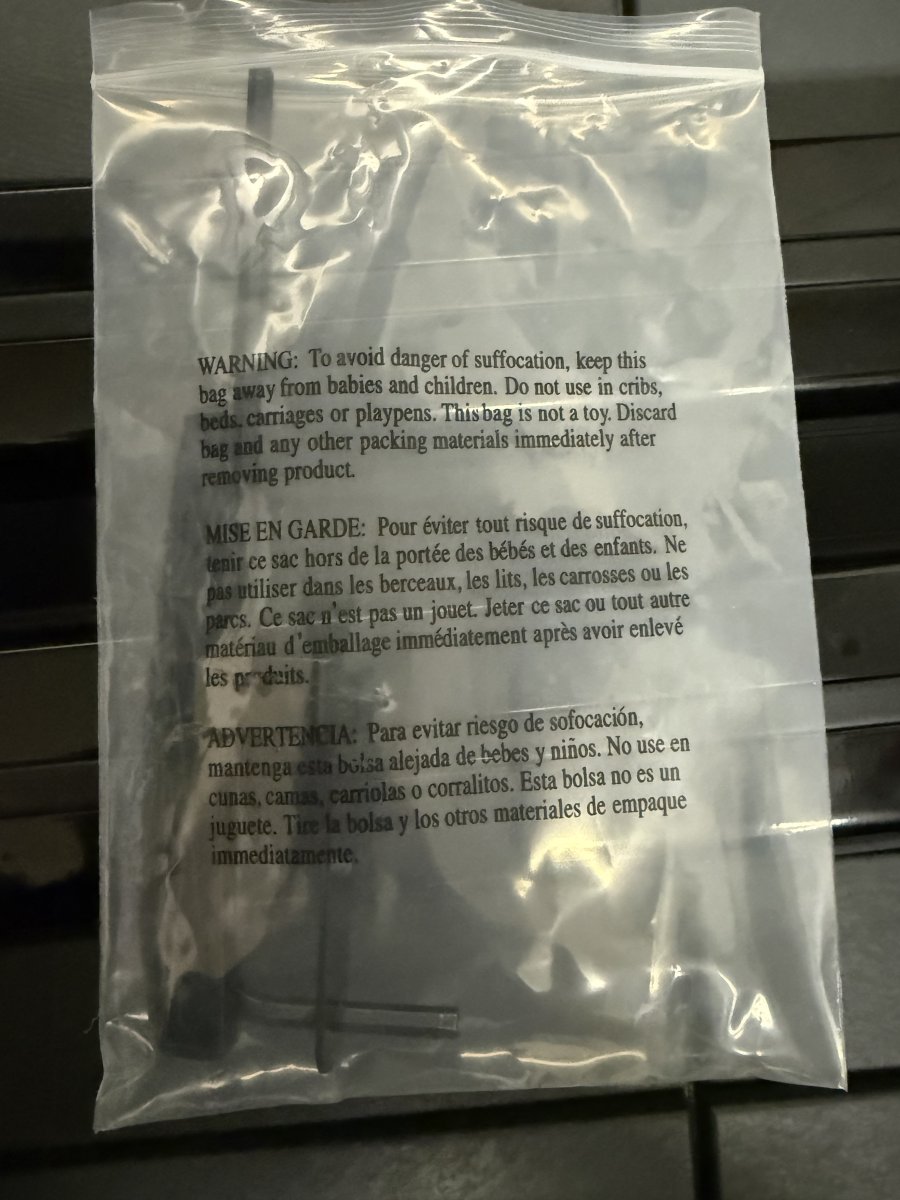 WARNING: To avoid danger of suffocation, keep this
bag away from babies and children. Do not use in cribs,
beds, carriages or playpens. This bag is not a toy. Discard
bag and any other packing materials immediately after
removing product.
MISE EN GARDE: Pour éviter tout risque de suffocation,
tenir ce sac hors de la portée des bébés et des enfants. Ne
pas utiliser dans les berceaux, les lits, les carrosses ou les
parcs. Ce sac n'est pas un jouet. Jeter ce sac ou tout autre
matériau d'emballage immédiatement après avoir enlevé
les produits.
ADVERTENCIA: Para evitar riesgo de sofocación,
mantenga esta bolsa alejada de bebes y niños. No use en
cunas, camas, carriolas o corralitos. Esta bolsa no es un
juguete. Tire la bolsa y los otros materiales de empaque
immediatamente.